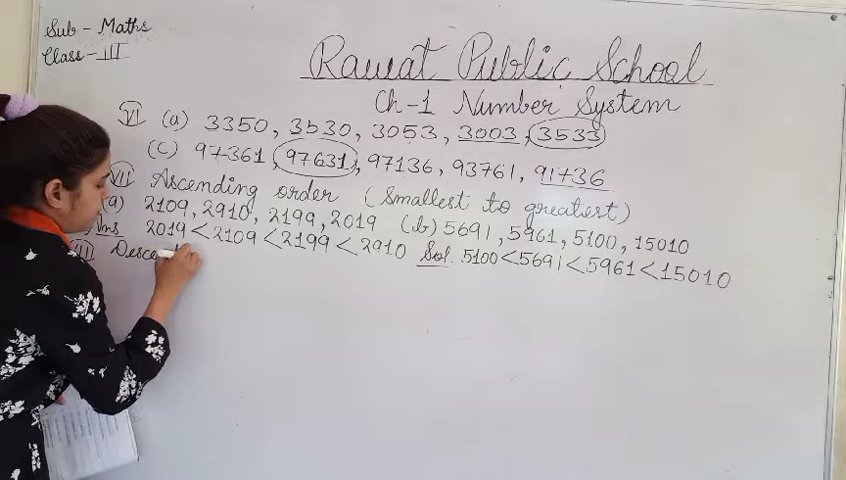 Sub - Maths
Class - III
Rawat Public School
Ch-1 Number System
VI (a) 3350, 3530, 3053, 3003, 3533
(c) 97361, 97631, 97136, 93761, 91736
VII Ascending order (Smallest to greatest)
a) 2109, 2910, 2199, 2019 (b) 5691, 5961, 5100, 15010
Ans 2019 < 2109 < 2199 < 2910 Sol. 5100 < 5691 < 5961 < 15010
III Desce